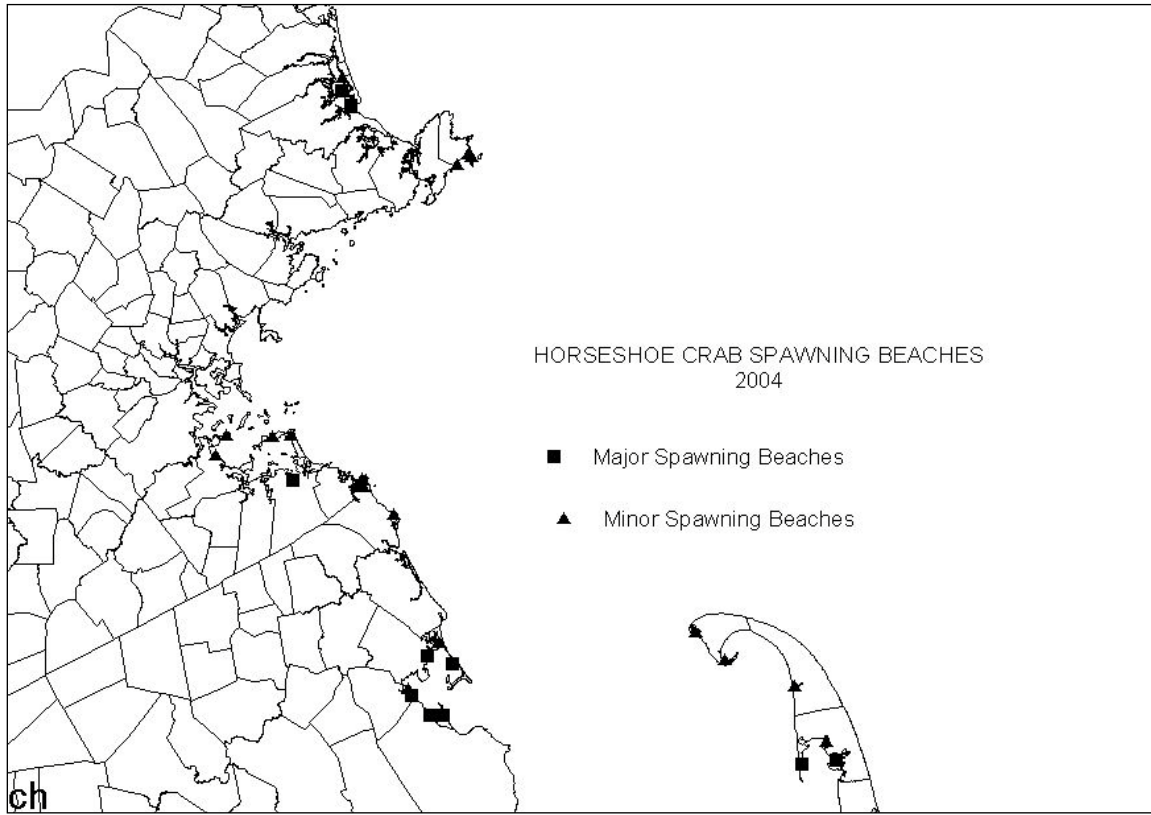 HORSESHOE CRAB SPAWNING BEACHES
2004
Major Spawning Beaches
Minor Spawning Beaches
ch